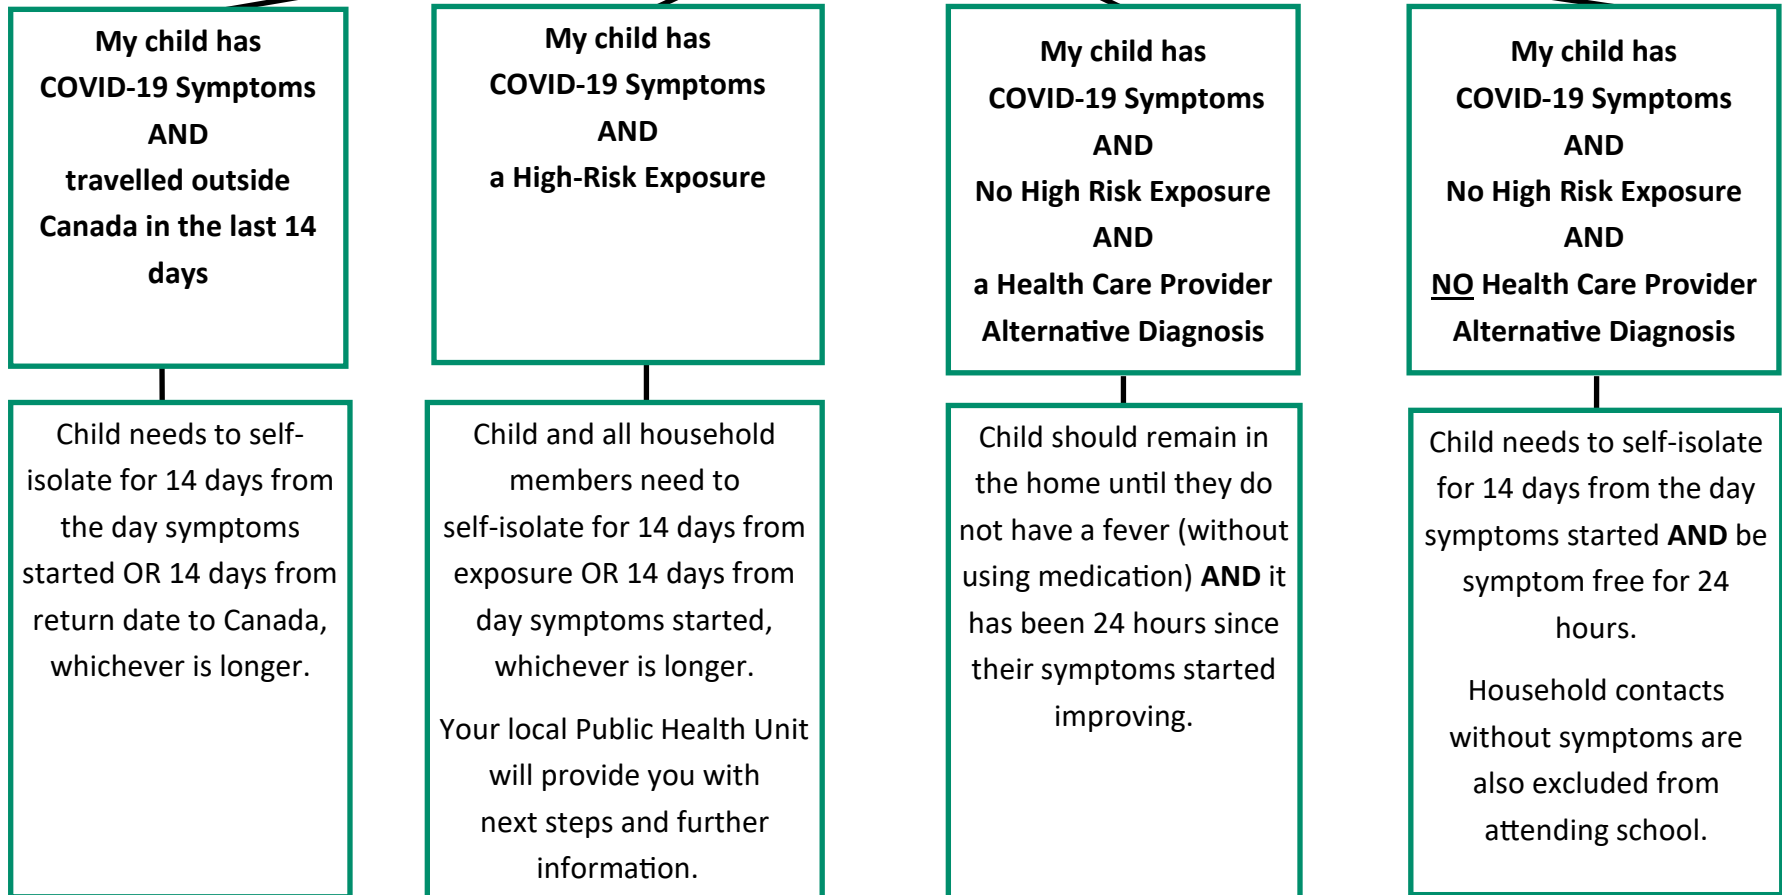 My child has
COVID-19 Symptoms
AND
travelled outside
Canada in the last 14
days
Child needs to self-
isolate for 14 days from
the day symptoms
started OR 14 days from
return date to Canada,
whichever is longer.
My child has
COVID-19 Symptoms
AND
a High-Risk Exposure
Child and all household
members need to
self-isolate for 14 days from
exposure OR 14 days from
day symptoms started,
whichever is longer.
Your local Public Health Unit
will provide you with
next steps and further
information.
My child has
COVID-19 Symptoms
AND
No High Risk Exposure
AND
a Health Care Provider
Alternative Diagnosis
Child should remain in
the home until they do
not have a fever (without
using medication) AND it
has been 24 hours since
their symptoms started
improving.
My child has
COVID-19 Symptoms
AND
No High Risk Exposure
AND
NO Health Care Provider
Alternative Diagnosis
Child needs to self-isolate
for 14 days from the day
symptoms started AND be
symptom free for 24
hours.
Household contacts
without symptoms are
also excluded from
attending school.